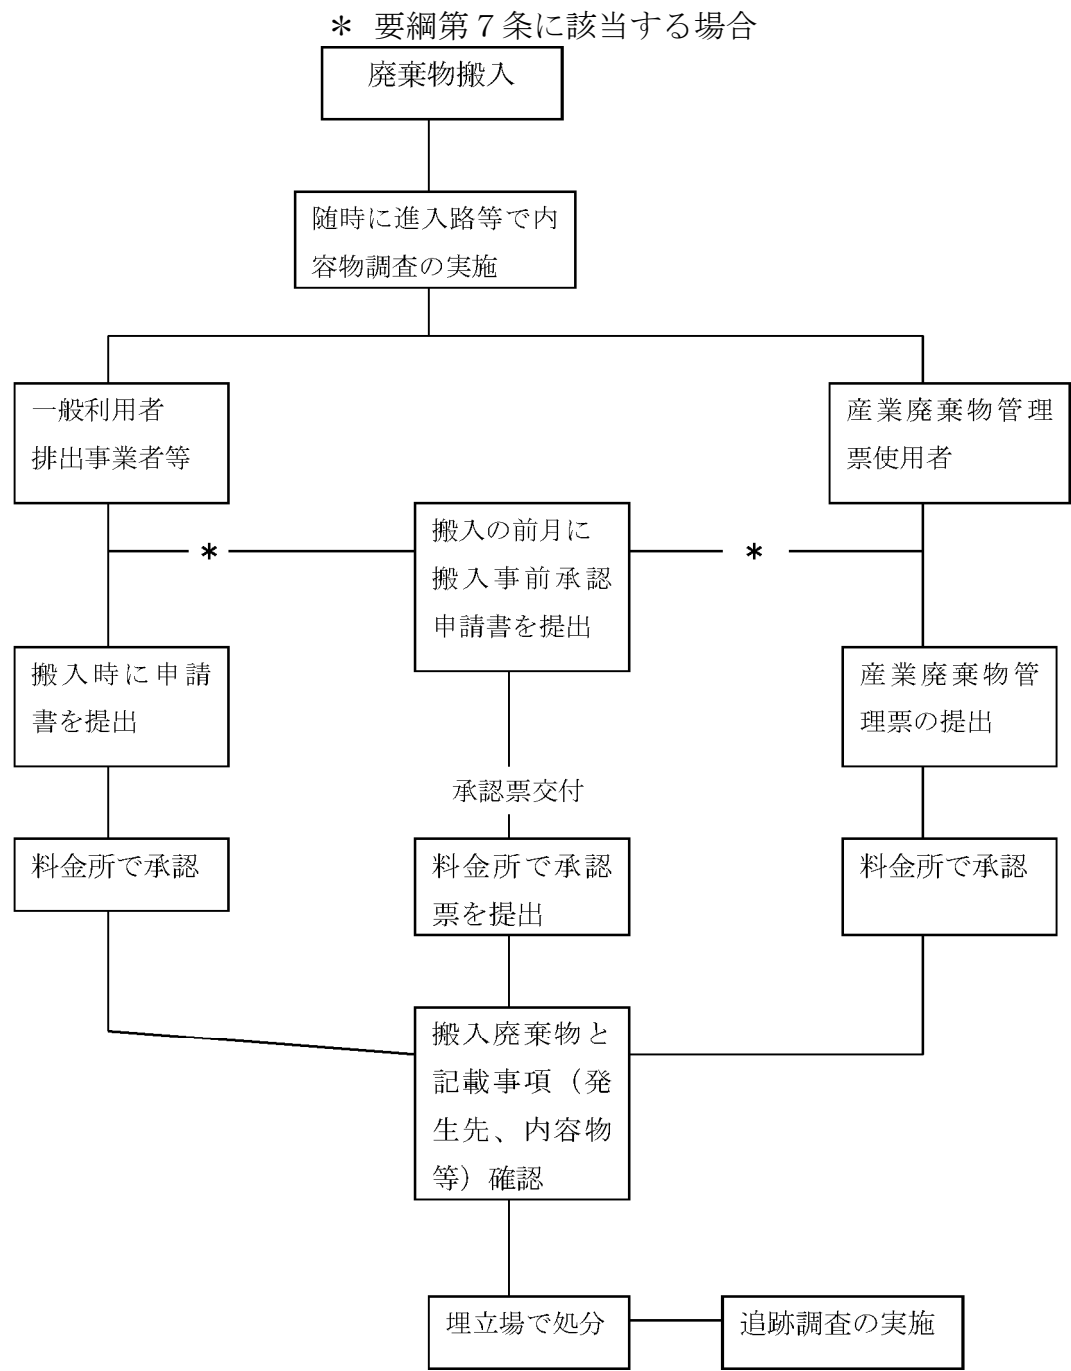 ＊ 要綱第７条に該当する場合
廃棄物搬入
随時に進入路等で内
容物調査の実施
一般利用者
排出事業者等
産業廃棄物管理
票使用者
＊
搬入の前月に
搬入事前承認
申請書を提出
＊
搬入時に申請
書を提出
産業廃棄物管
理票の提出
承認票交付
料金所で承認
料金所で承認
票を提出
料金所で承認
搬入廃棄物と
記載事項（発
生先、内容物
等）確認
埋立場で処分
追跡調査の実施